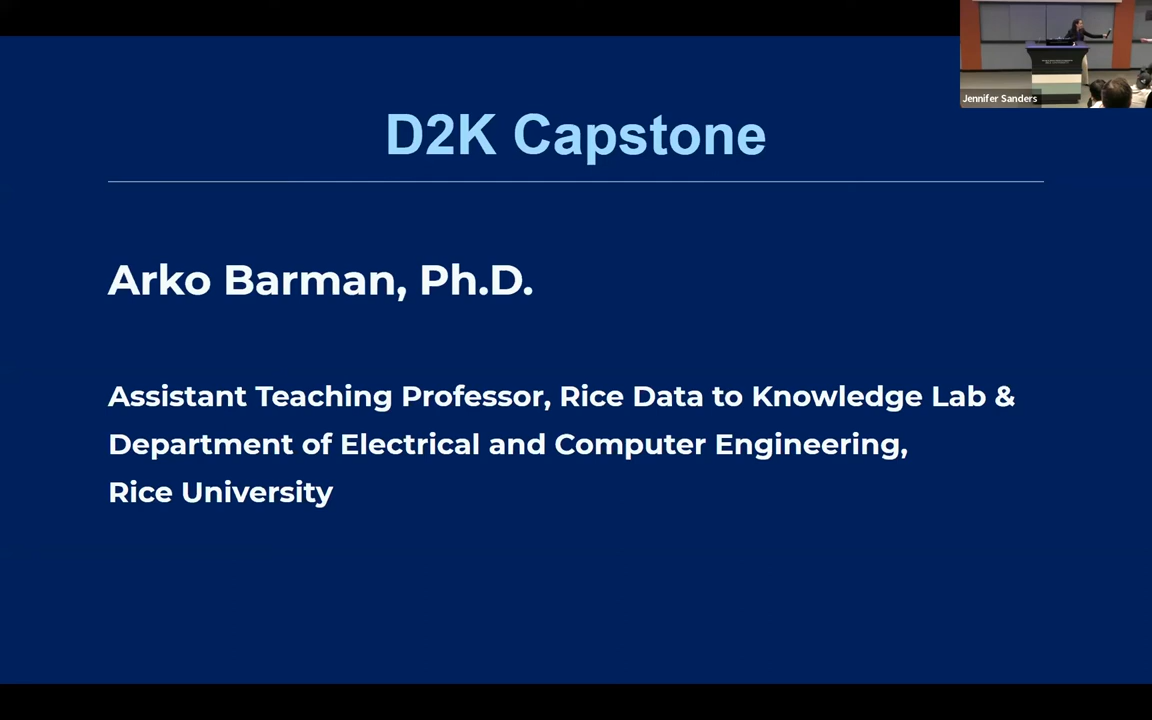 D2K Capstone
Jennifer Sanders
Arko Barman, Ph.D.
Assistant Teaching Professor, Rice Data to Knowledge Lab &
Department of Electrical and Computer Engineering,
Rice University